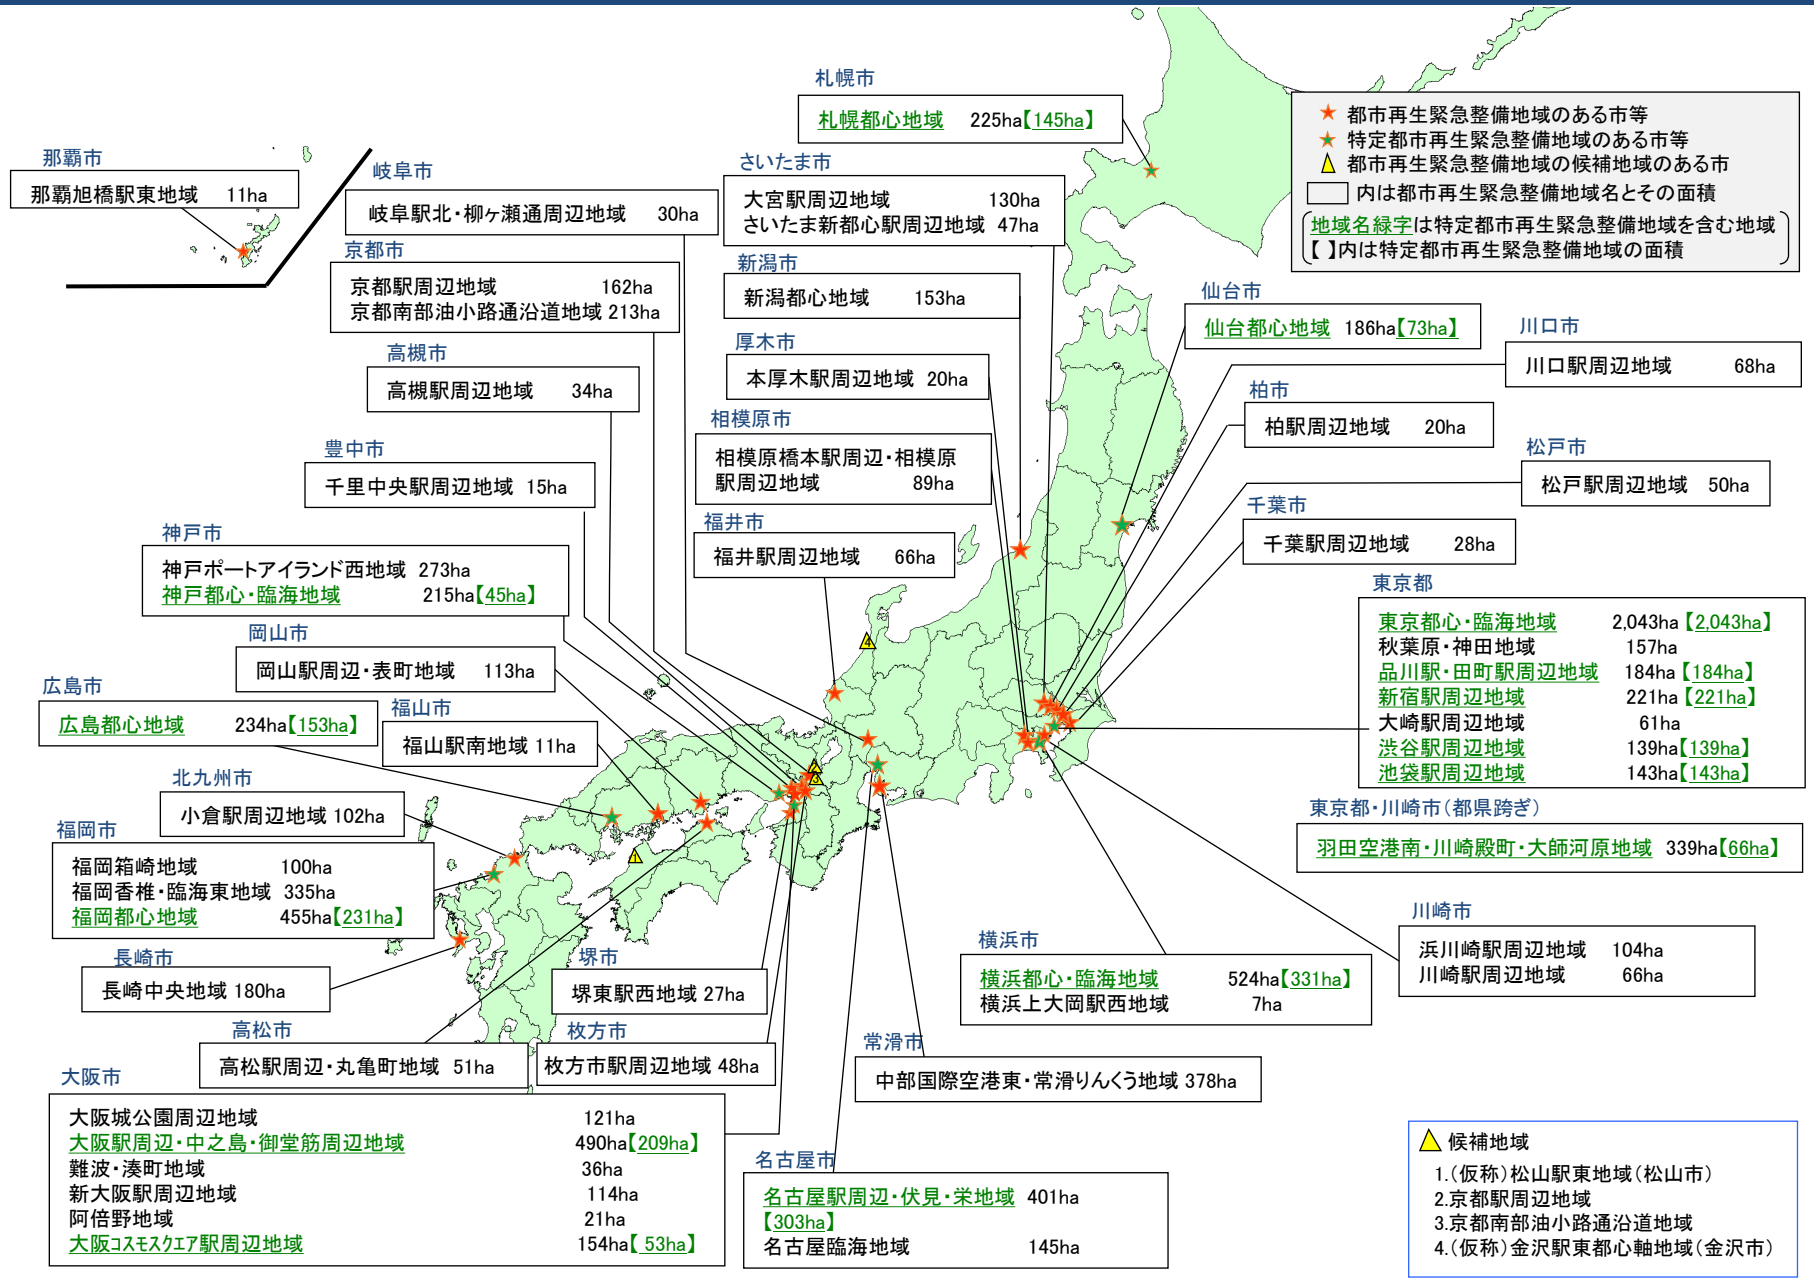 札幌市
札幌都心地域 225ha【145ha】
★ 都市再生緊急整備地域のある市等
★ 特定都市再生緊急整備地域のある市等
△ 都市再生緊急整備地域の候補地域のある市
内は都市再生緊急整備地域名とその面積
地域名緑字は特定都市再生緊急整備地域を含む地域
【 】内は特定都市再生緊急整備地域の面積
那覇市
那覇旭橋駅東地域 11ha
岐阜市
岐阜駅北・柳ヶ瀬通周辺地域 30ha
さいたま市
大宮駅周辺地域 130ha
さいたま新都心駅周辺地域 47ha
京都市
京都駅周辺地域 162ha
京都南部油小路通沿道地域 213ha
新潟市
新潟都心地域 153ha
仙台市
仙台都心地域 186ha【73ha】
川口市
川口駅周辺地域 68ha
高槻市
高槻駅周辺地域 34ha
厚木市
本厚木駅周辺地域 20ha
柏市
柏駅周辺地域 20ha
相模原市
相模原橋本駅周辺・相模原
駅周辺地域 89ha
豊中市
千里中央駅周辺地域 15ha
松戸市
松戸駅周辺地域 50ha
千葉市
千葉駅周辺地域 28ha
福井市
福井駅周辺地域 66ha
神戸市
神戸ポートアイランド西地域 273ha
神戸都心・臨海地域 215ha【45ha】
東京都
東京都心・臨海地域 2,043ha【2,043ha】
秋葉原・神田地域 157ha
品川駅・田町駅周辺地域 184ha【184ha】
新宿駅周辺地域 221ha【221ha】
大崎駅周辺地域 61ha
渋谷駅周辺地域 139ha【139ha】
池袋駅周辺地域 143ha【143ha】
岡山市
岡山駅周辺・表町地域 113ha
広島市
広島都心地域 234ha【153ha】
福山市
福山駅南地域 11ha
北九州市
小倉駅周辺地域 102ha
東京都・川崎市(都県跨ぎ)
羽田空港南・川崎殿町・大師河原地域 339ha【66ha】
福岡市
福岡箱崎地域 100ha
福岡香椎・臨海東地域 335ha
福岡都心地域 455ha【231ha】
川崎市
浜川崎駅周辺地域 104ha
川崎駅周辺地域 66ha
長崎市
長崎中央地域 180ha
堺市
堺東駅西地域 27ha
横浜市
横浜都心・臨海地域 524ha【331ha】
横浜上大岡駅西地域 7ha
高松市
高松駅周辺・丸亀町地域 51ha
枚方市
枚方市駅周辺地域 48ha
常滑市
中部国際空港東・常滑りんくう地域 378ha
大阪市
大阪城公園周辺地域 121ha
大阪駅周辺・中之島・御堂筋周辺地域 490ha【209ha】
難波・湊町地域 36ha
新大阪駅周辺地域 114ha
阿倍野地域 21ha
大阪コスモスクエア駅周辺地域 154ha【 53ha】
名古屋市
名古屋駅周辺・伏見・栄地域 401ha
【303ha】
名古屋臨海地域 145ha
候補地域
1.(仮称)松山駅東地域(松山市)
2.京都駅周辺地域
3.京都南部油小路通沿道地域
4.(仮称)金沢駅東都心軸地域(金沢市)
4
2
3
1